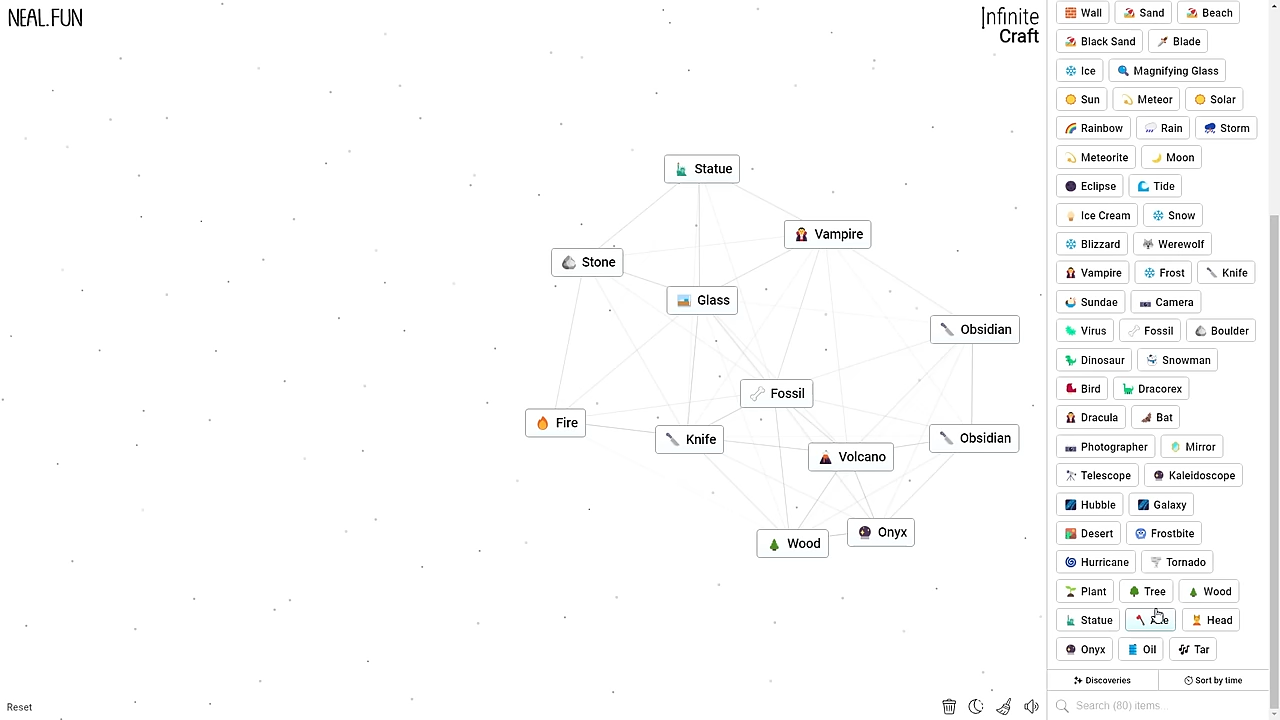 NEAL.FUN
Infinite
Craft
Statue
Vampire
Stone
Glass
Obsidian
Fossil
Fire
Knife
Obsidian
Volcano
Wood
Onyx
Reset
Wall Sand Beach
Black Sand Blade
Ice Magnifying Glass
Sun Meteor Solar
Rainbow Rain Storm
Meteorite Moon
Eclipse Tide
Ice Cream Snow
Blizzard Werewolf
Vampire Frost Knife
Sundae Camera
Virus Fossil Boulder
Dinosaur Snowman
Bird Dracorex
Dracula Bat
Photographer Mirror
Telescope Kaleidoscope
Hubble Galaxy
Desert Frostbite
Hurricane Tornado
Plant Tree Wood
Statue Head
Onyx Oil Tar
Discoveries Sort by time
Search (80) items...